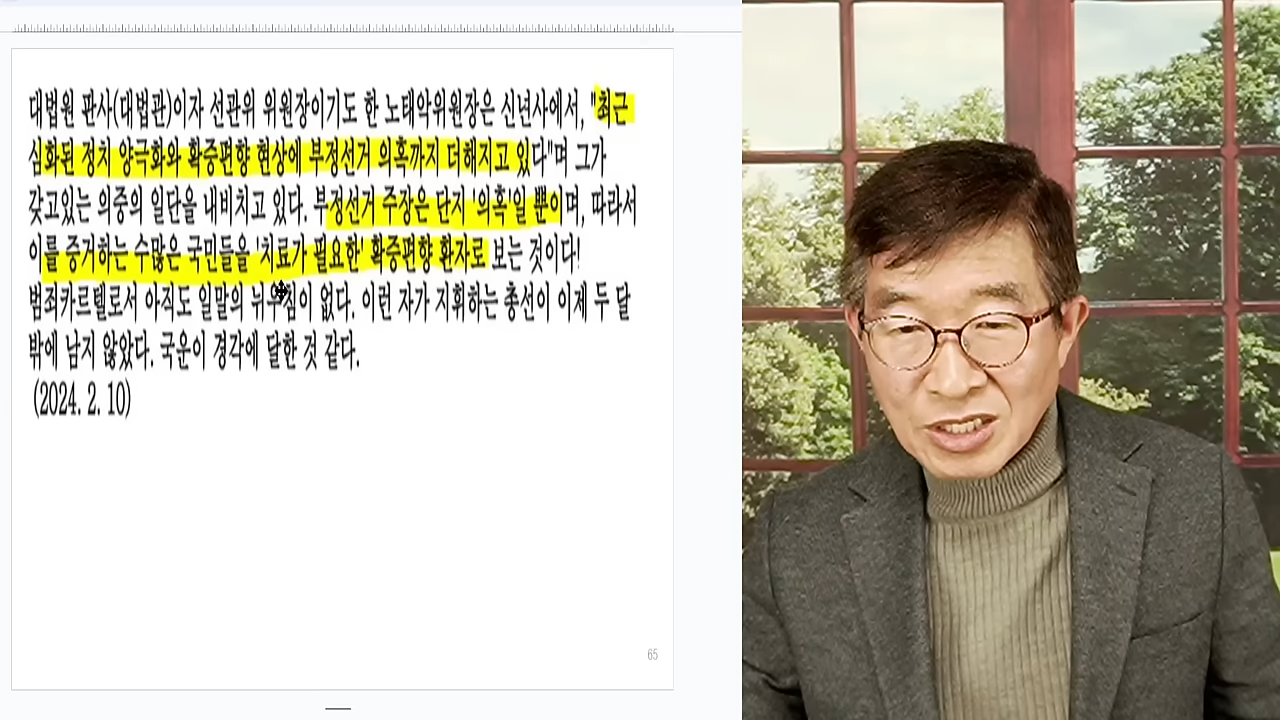 대법원 판사(대법관)이자 선관위 위원장이기도 한 노태악위원장은 신년사에서, "최근
심화된 정치 양극화와 확증편향 현상에 부정선거 의혹까지 더해지고 있다"며 그가
갖고있는 의중의 일단을 내비치고 있다. 부정선거 주장은 단지 '의혹'일 뿐이며, 따라서
이를 증거하는 수많은 국민들을 '치료가 필요한' 확증편향 환자로 보는 것이다!
범죄카르텔로서 아직도 일말의 뉘우침이 없다. 이런 자가 지휘하는 총선이 이제 두 달
밖에 남지 않았다. 국운이 경각에 달한 것 같다.
(2024. 2. 10)
65